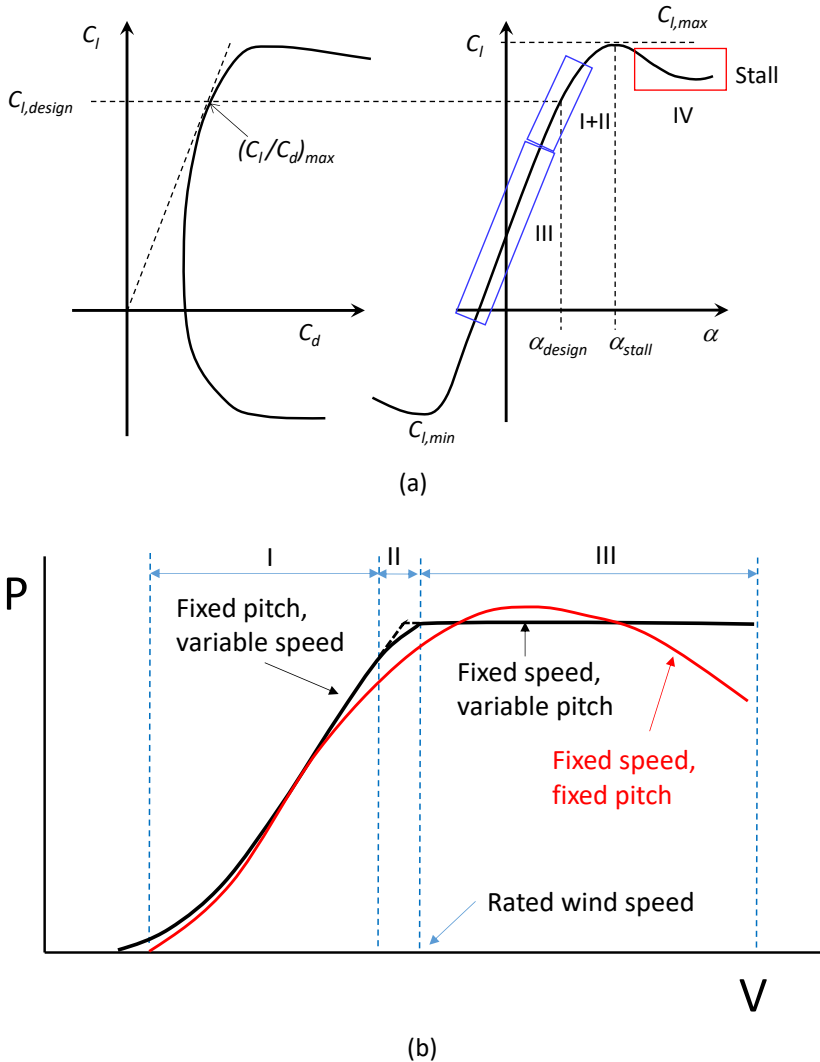 C_l
C_l
C_l,max
Stall
C_l,design
I+II
IV
(C_l/C_d)_max
III
C_d
α_design
α_stall
α
C_l,min
(a)
I
II
III
P
Fixed pitch,
variable speed
Fixed speed,
variable pitch
Fixed speed,
fixed pitch
Rated wind speed
V
(b)